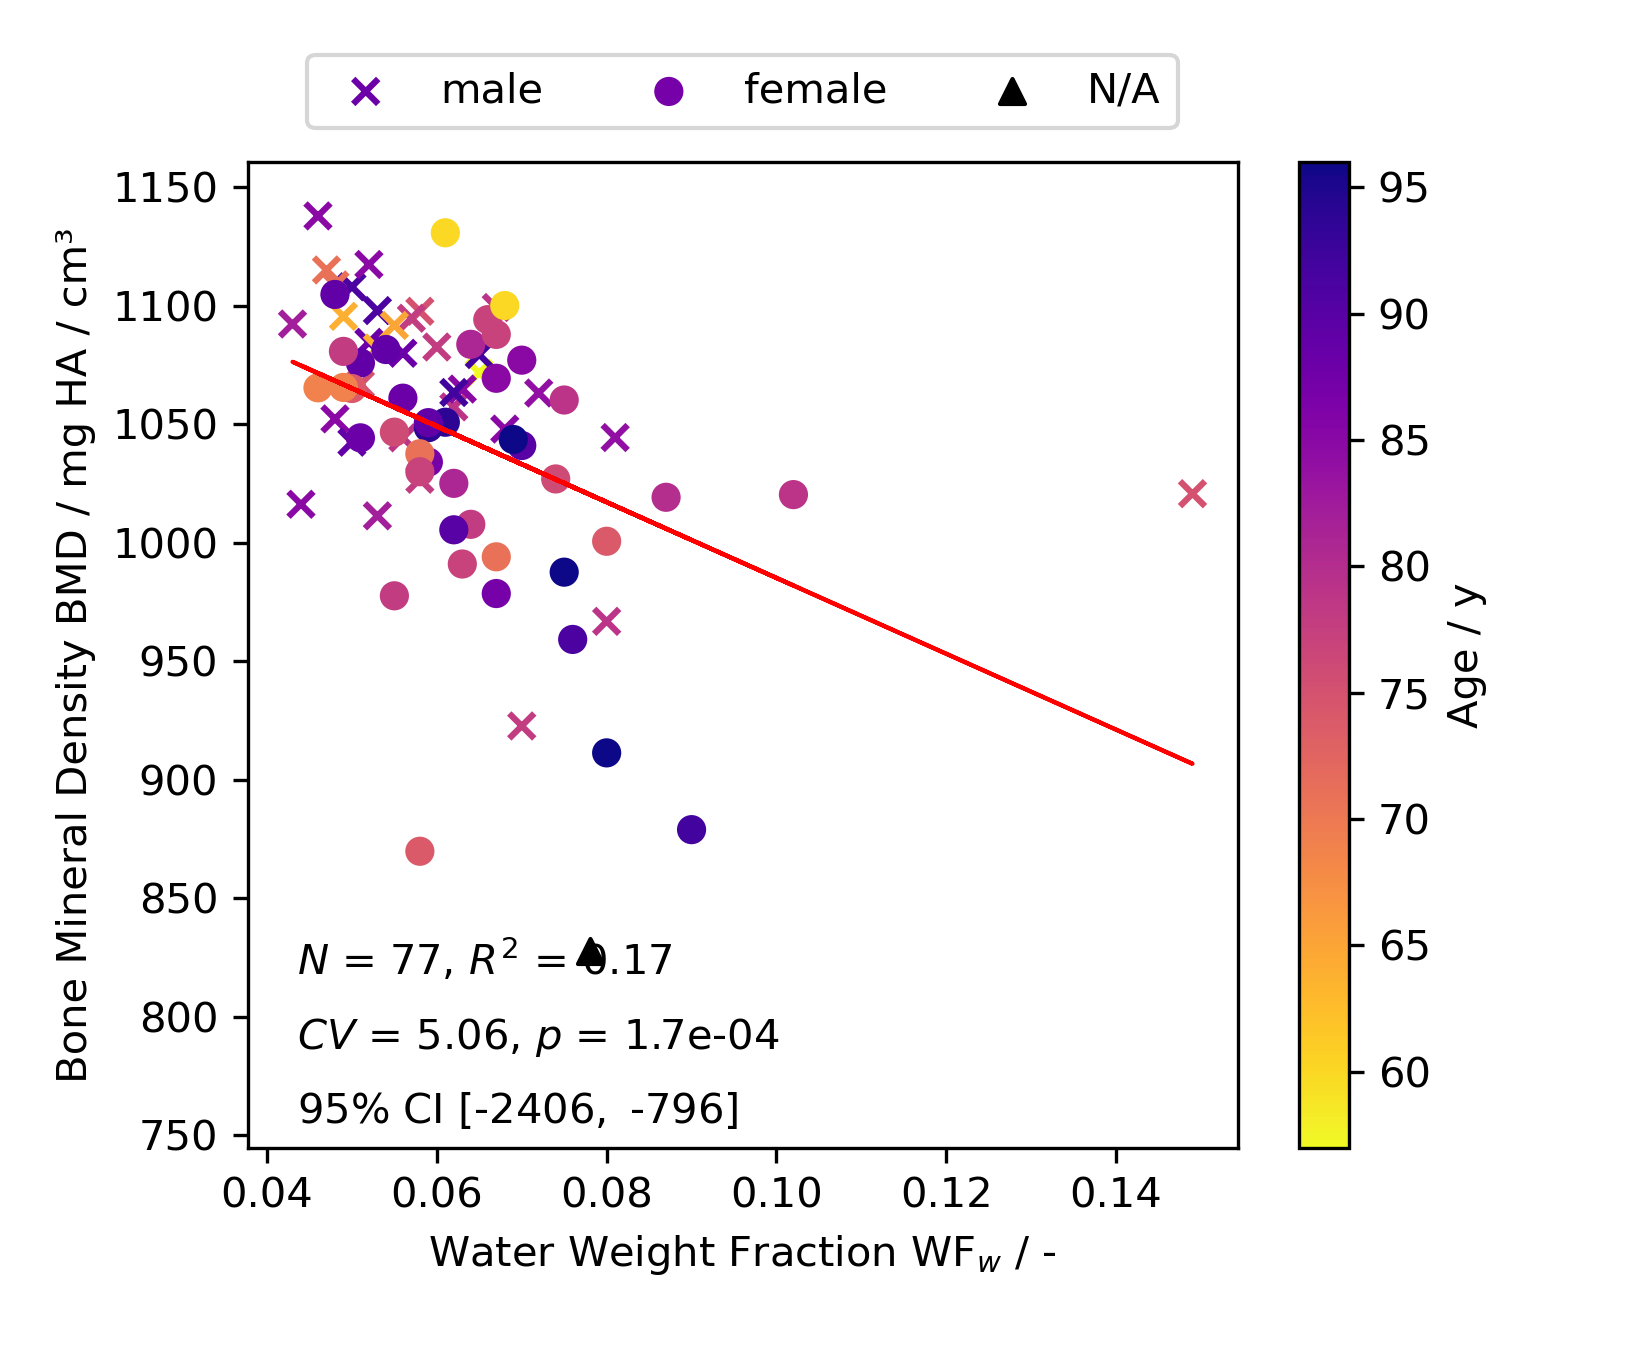 male female N/A
1150
1100
1050
1000
950
900
850
800
750
Bone Mineral Density BMD / mg HA / cm³
N = 77, R² = 0.17
CV = 5.06, p = 1.7e-04
95% CI [-2406, -796]
0.04 0.06 0.08 0.10 0.12 0.14
Water Weight Fraction WF_w / -
95
90
85
80
75
70
65
60
Age / y